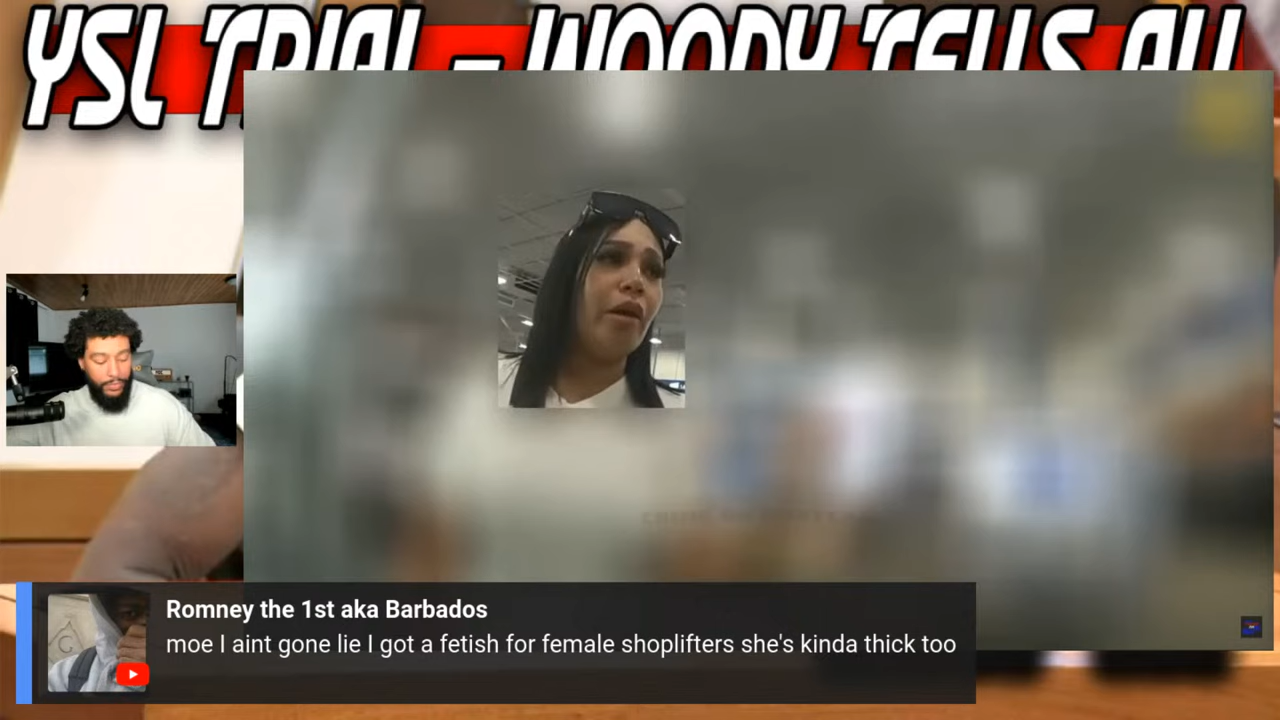 YSL TRIAL - WOODY TELLS ALL
Romney the 1st aka Barbados
moe I aint gone lie I got a fetish for female shoplifters she's kinda thick too